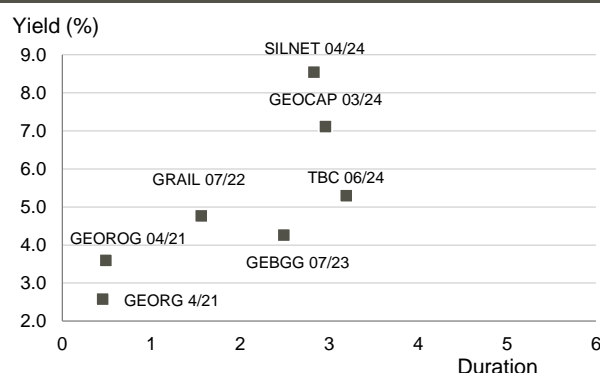 Yield (%)
9.0
8.0
7.0
6.0
5.0
4.0
3.0
2.0
SILNET 04/24
GEOCAP 03/24
TBC 06/24
GRAIL 07/22
GEOROG 04/21
GEBGG 07/23
GEORG 4/21
0 1 2 3 4 5 6
Duration